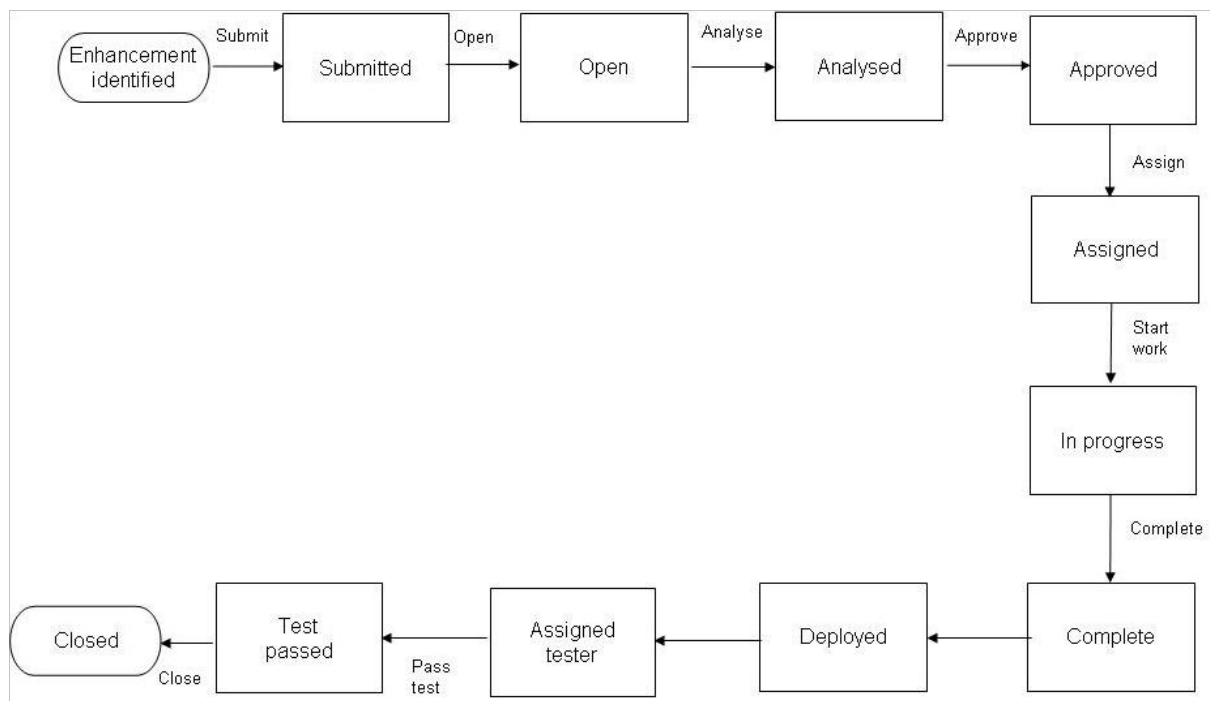 Enhancement
identified
Submit
Submitted
Open
Open
Analyse
Analysed
Approve
Approved
Assign
Assigned
Start
work
In progress
Complete
Complete
Deployed
Assigned
tester
Pass
test
Test
passed
Close
Closed